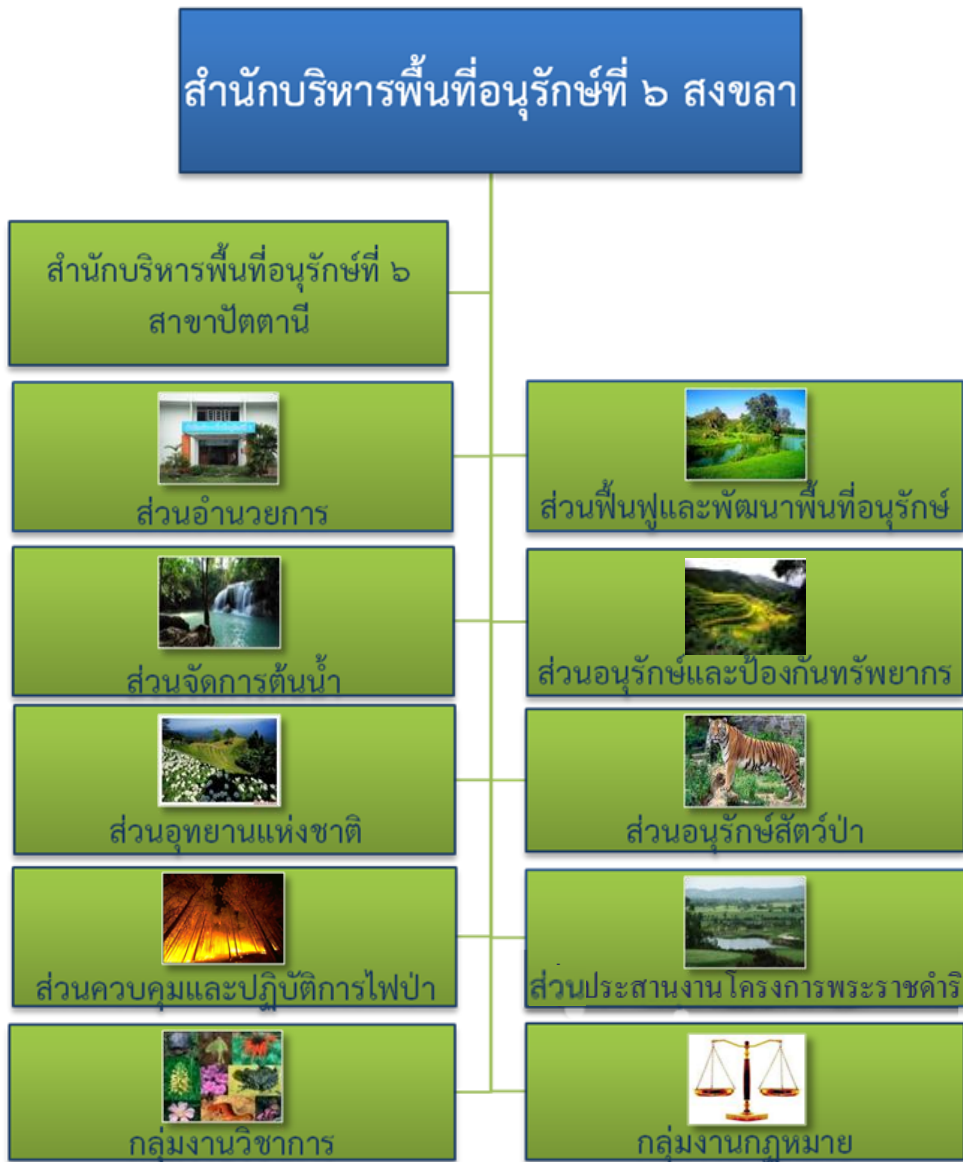 สำนักบริหารพื้นที่อนุรักษ์ที่ ๖ สงขลา
สำนักบริหารพื้นที่อนุรักษ์ที่ ๖
สาขาปัตตานี
ส่วนอำนวยการ
ส่วนฟื้นฟูและพัฒนาพื้นที่อนุรักษ์
ส่วนจัดการต้นน้ำ
ส่วนอนุรักษ์และป้องกันทรัพยากร
ส่วนอุทยานแห่งชาติ
ส่วนอนุรักษ์สัตว์ป่า
ส่วนควบคุมและปฏิบัติการไฟป่า
ส่วนประสานงานโครงการพระราชดำริ
กลุ่มงานวิชาการ
กลุ่มงานกฎหมาย